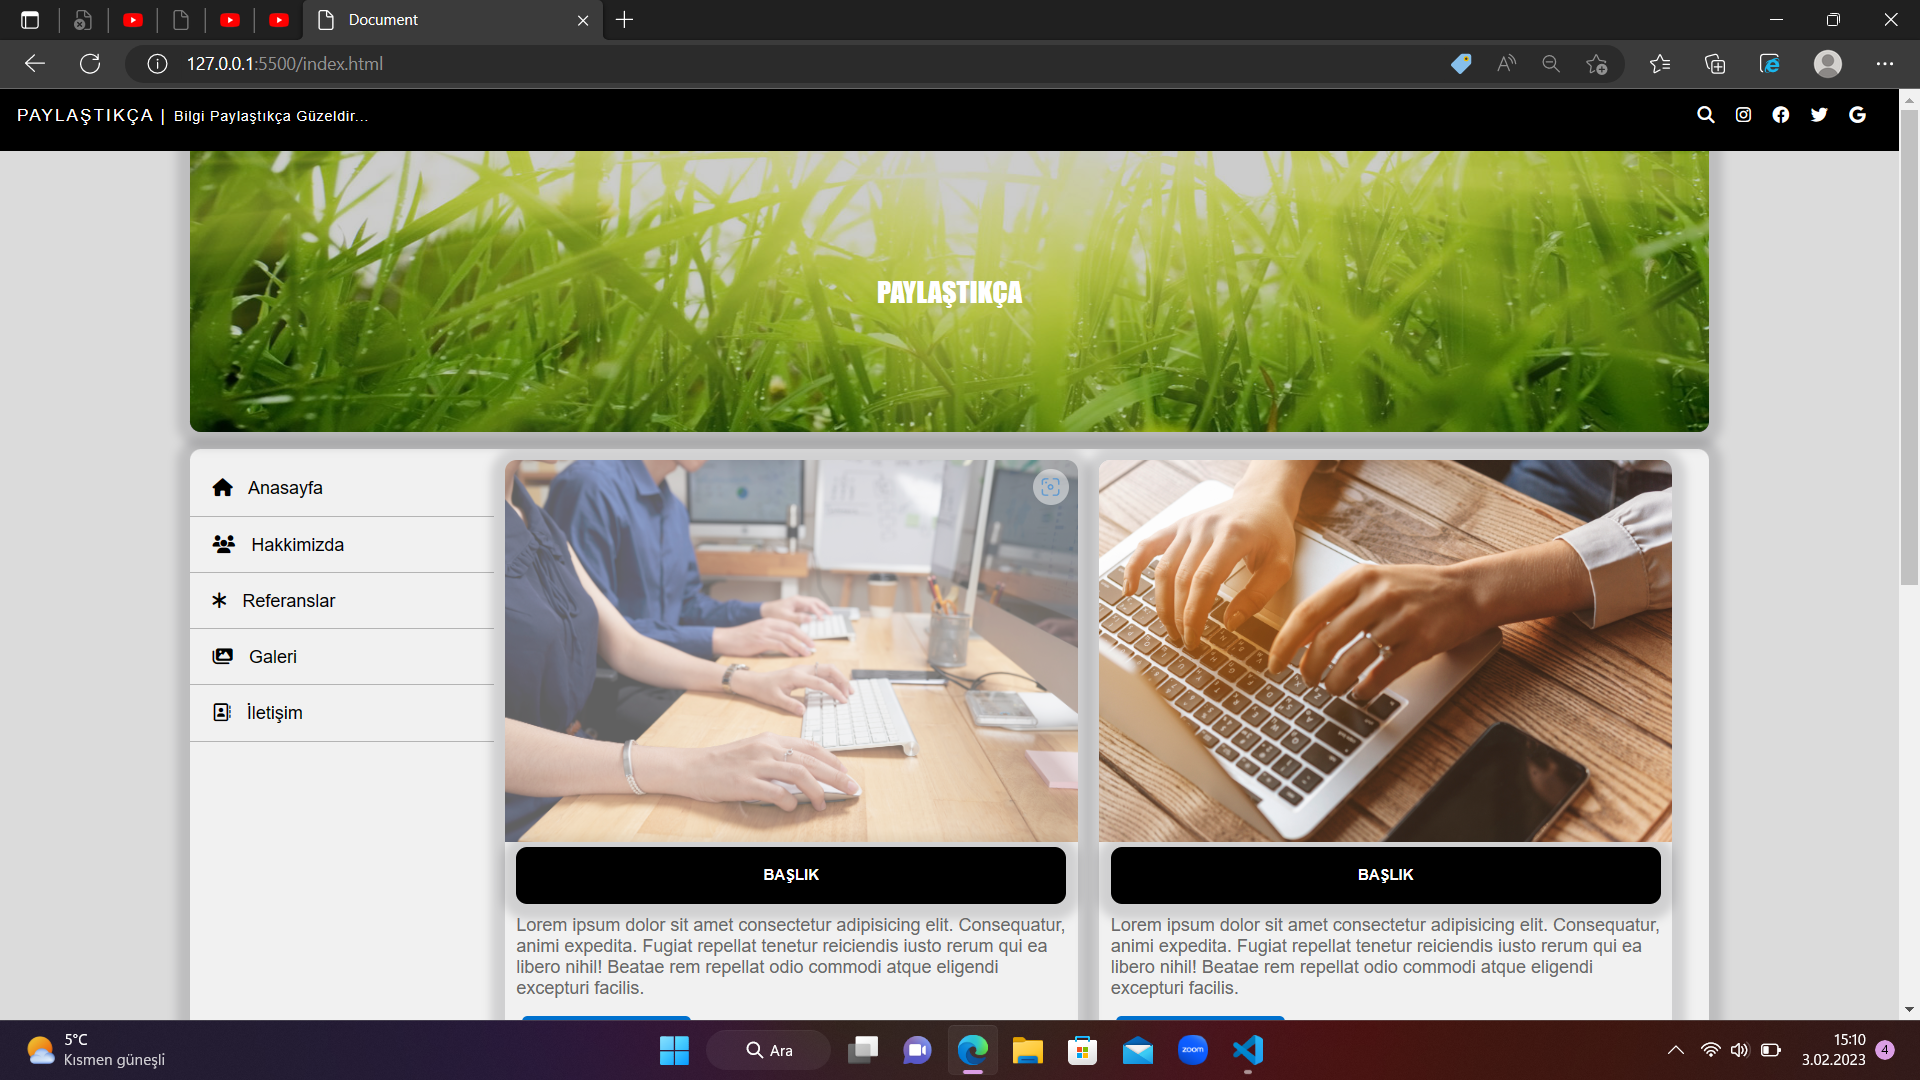 Document
127.0.0.1:5500/index.html
PAYLAŞTIKÇA | Bilgi Paylaştıkça Güzeldir...
PAYLAŞTIKÇA
Anasayfa
Hakkimizda
Referanslar
Galeri
İletişim
BAŞLIK
Lorem ipsum dolor sit amet consectetur adipisicing elit. Consequatur,
animi expedita. Fugiat repellat tenetur reiciendis iusto rerum qui ea
libero nihil! Beatae rem repellat odio commodi atque eligendi
excepturi facilis.
BAŞLIK
Lorem ipsum dolor sit amet consectetur adipisicing elit. Consequatur,
animi expedita. Fugiat repellat tenetur reiciendis iusto rerum qui ea
libero nihil! Beatae rem repellat odio commodi atque eligendi
excepturi facilis.
5°C
Kısmen güneşli
Ara
zoom
15:10
3.02.2023
4